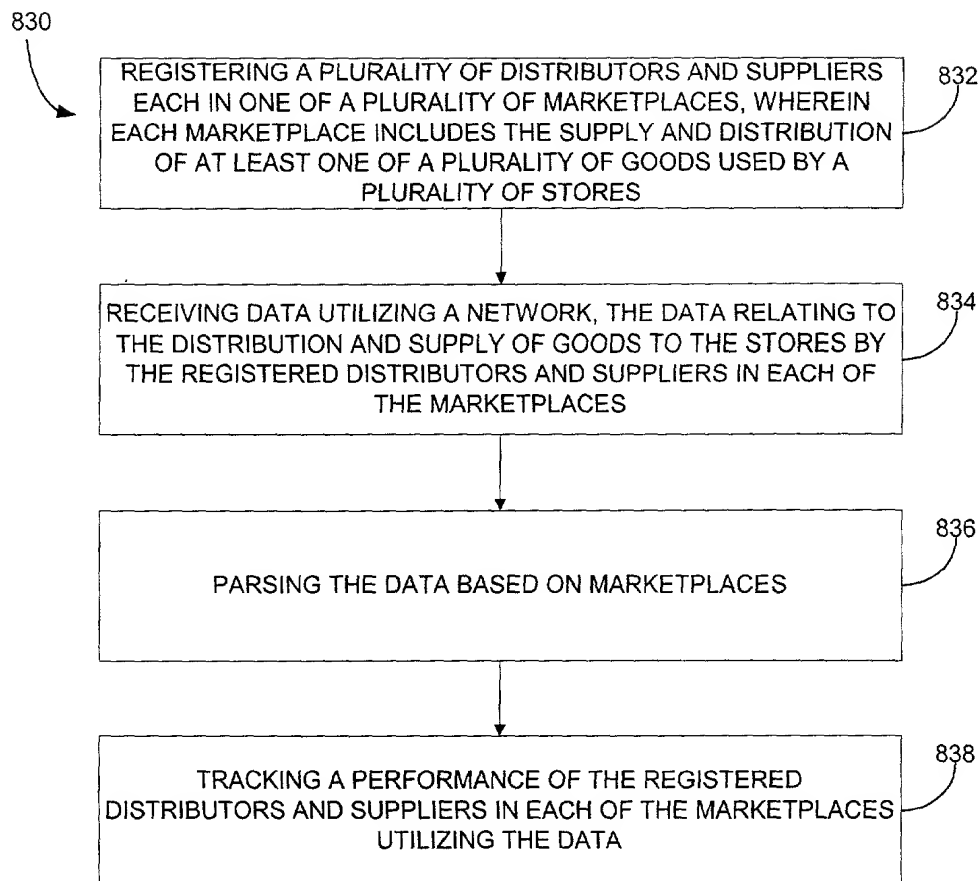 830
REGISTERING A PLURALITY OF DISTRIBUTORS AND SUPPLIERS
EACH IN ONE OF A PLURALITY OF MARKETPLACES, WHEREIN
EACH MARKETPLACE INCLUDES THE SUPPLY AND DISTRIBUTION
OF AT LEAST ONE OF A PLURALITY OF GOODS USED BY A
PLURALITY OF STORES
832
RECEIVING DATA UTILIZING A NETWORK, THE DATA RELATING TO
THE DISTRIBUTION AND SUPPLY OF GOODS TO THE STORES BY
THE REGISTERED DISTRIBUTORS AND SUPPLIERS IN EACH OF
THE MARKETPLACES
834
PARSING THE DATA BASED ON MARKETPLACES
836
TRACKING A PERFORMANCE OF THE REGISTERED
DISTRIBUTORS AND SUPPLIERS IN EACH OF THE MARKETPLACES
UTILIZING THE DATA
838